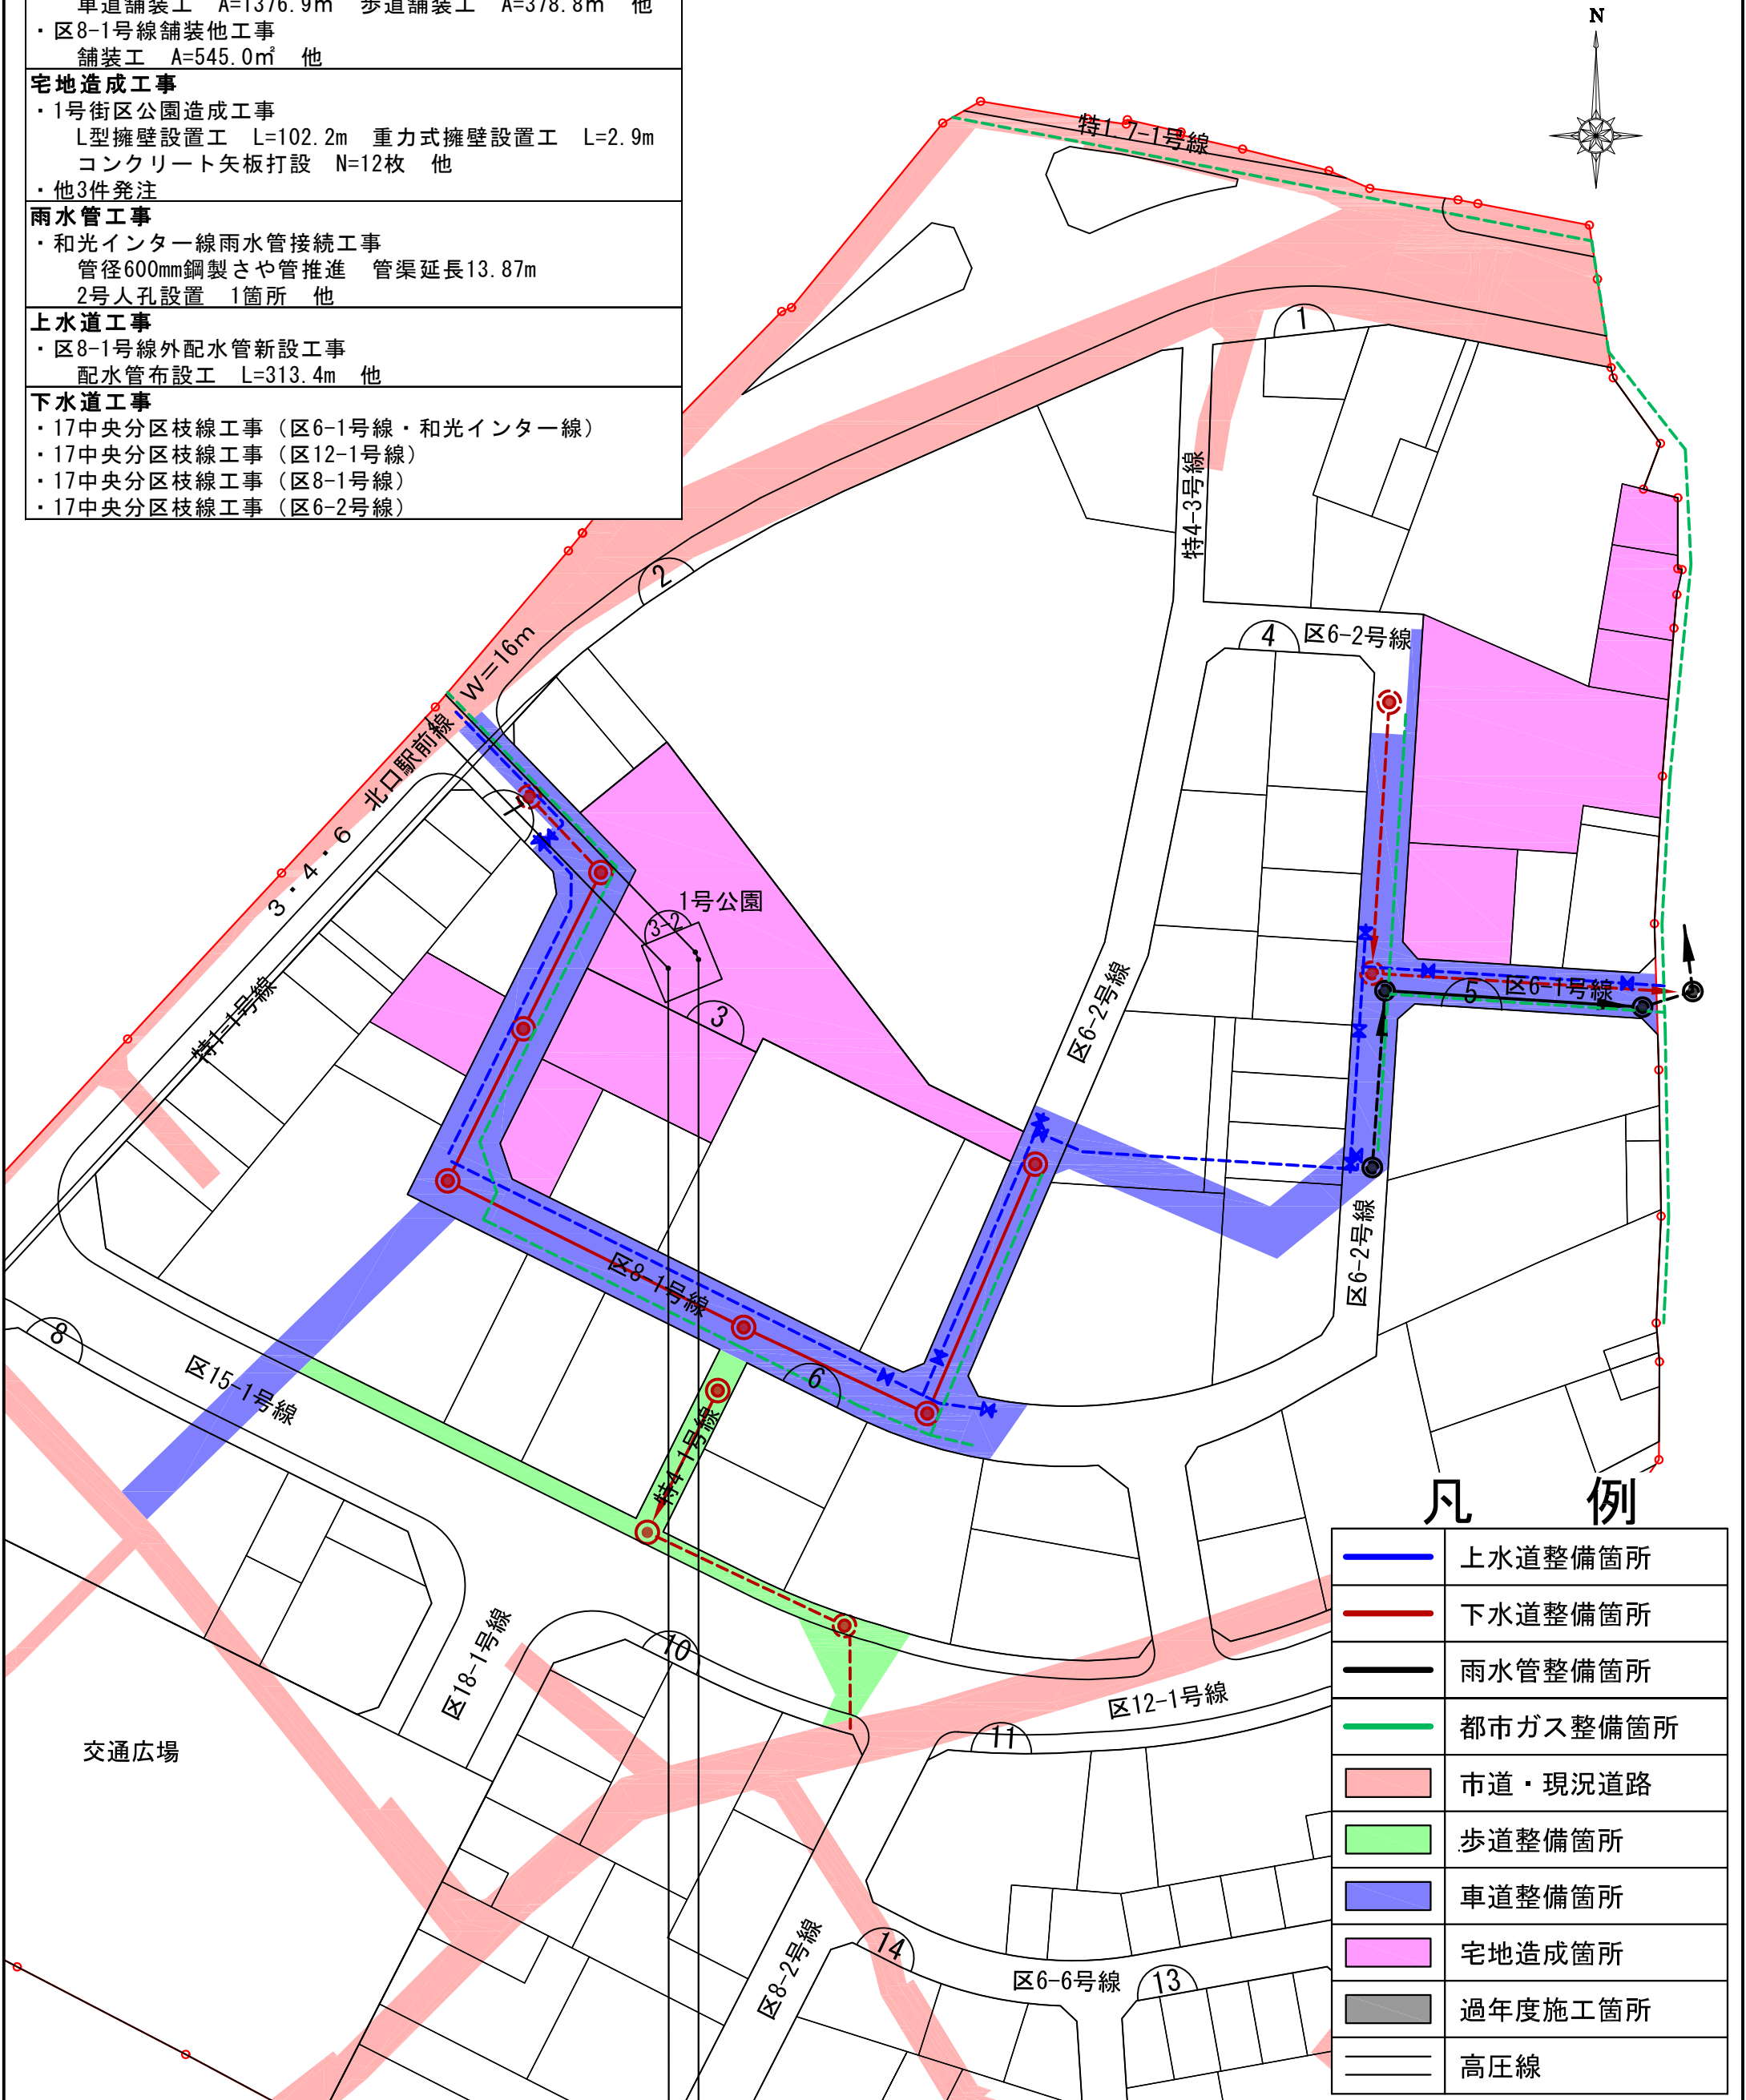 車道舗装工　A=1376.9㎡　歩道舗装工　A=378.8㎡　他
・区8-1号線舗装他工事
舗装工　A=545.0㎡　他
宅地造成工事
・1号街区公園造成工事
L型擁壁設置工　L=102.2m　重力式擁壁設置工　L=2.9m
コンクリート矢板打設　N=12枚　他
・他3件発注
雨水管工事
・和光インター線雨水管接続工事
管径600mm鋼製さや管推進　管渠延長13.87m
2号人孔設置　1箇所　他
上水道工事
・区8-1号線外配水管新設工事
配水管布設工　L=313.4m　他
下水道工事
・17中央分区枝線工事（区6-1号線・和光インター線）
・17中央分区枝線工事（区12-1号線）
・17中央分区枝線工事（区8-1号線）
・17中央分区枝線工事（区6-2号線）
N
特1.7-1号線
1
特4-3号線
2
W=16m
4
区6-2号線
3・4・6　北口駅前線
7
1号公園
3-2
3
特1-1号線
区6-2号線
5
区6-1号線
区6-2号線
区8-1号線
8
区15-1号線
6
特4-1号線
区18-1号線
10
区12-1号線
11
交通広場
区8-2号線
14
区6-6号線
13
凡　例
上水道整備箇所
下水道整備箇所
雨水管整備箇所
都市ガス整備箇所
市道・現況道路
歩道整備箇所
車道整備箇所
宅地造成箇所
過年度施工箇所
高圧線